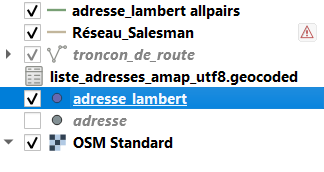 adresse_lambert allpairs
Réseau_Salesman
troncon_de_route
liste_adresses_amap_utf8.geocoded
adresse_lambert
adresse
OSM Standard